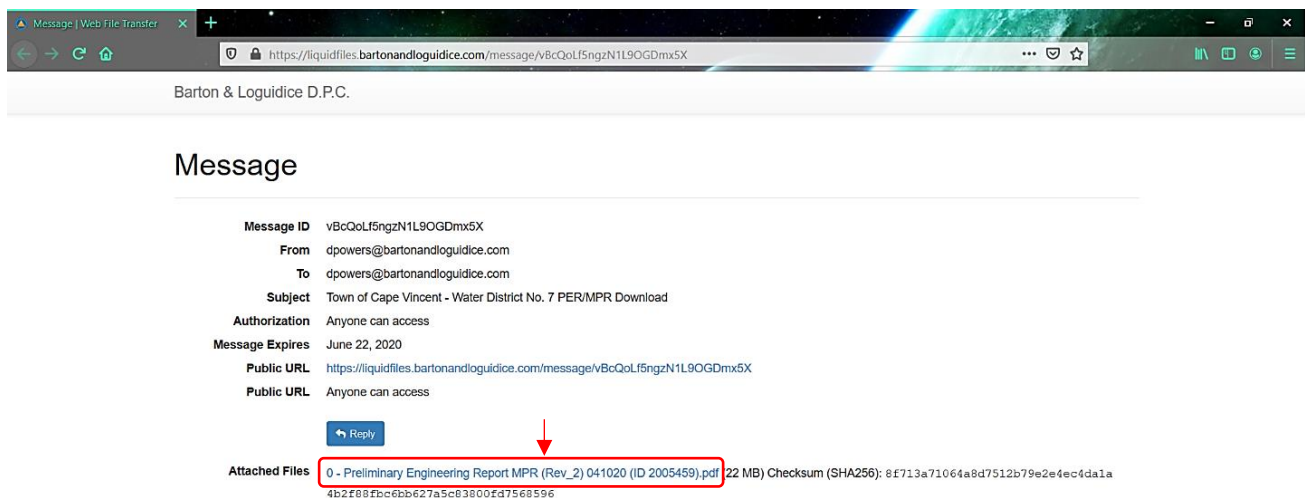 Message | Web File Transfer
https://liquidfiles.bartonandloguidice.com/message/vBcQoLf5ngzN1L9OGDmx5X
Barton & Loguidice D.P.C.
Message
Message ID vBcQoLf5ngzN1L9OGDmx5X
From dpowers@bartonandloguidice.com
To dpowers@bartonandloguidice.com
Subject Town of Cape Vincent - Water District No. 7 PER/MPR Download
Authorization Anyone can access
Message Expires June 22, 2020
Public URL https://liquidfiles.bartonandloguidice.com/message/vBcQoLf5ngzN1L9OGDmx5X
Public URL Anyone can access
Reply
Attached Files 0 - Preliminary Engineering Report MPR (Rev_2) 041020 (ID 2005459).pdf (22 MB) Checksum (SHA256): 8f713a71064a8d7512b79e2e4ec4da1a
4b2f88fbc6bb627a5c83800fd7568596